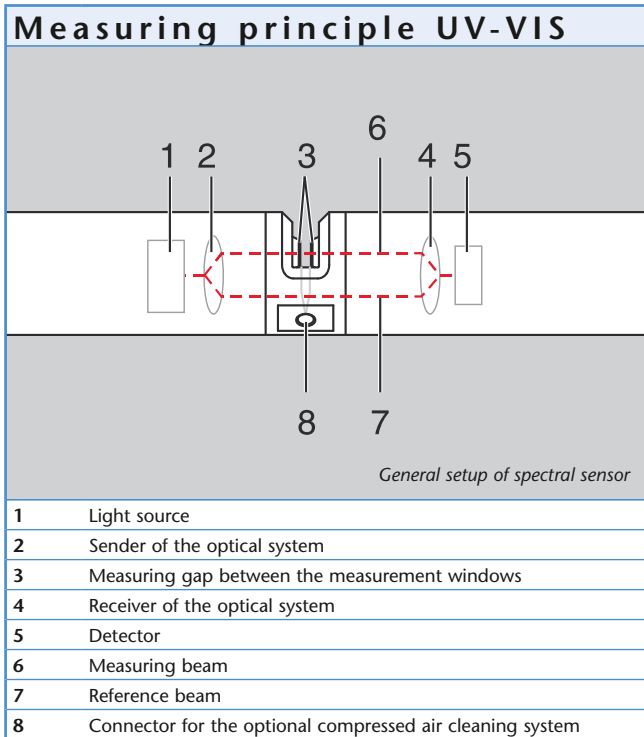 Measuring principle UV-VIS
6
1 2 3 4 5
8 7
General setup of spectral sensor
1 Light source
2 Sender of the optical system
3 Measuring gap between the measurement windows
4 Receiver of the optical system
5 Detector
6 Measuring beam
7 Reference beam
8 Connector for the optional compressed air cleaning system